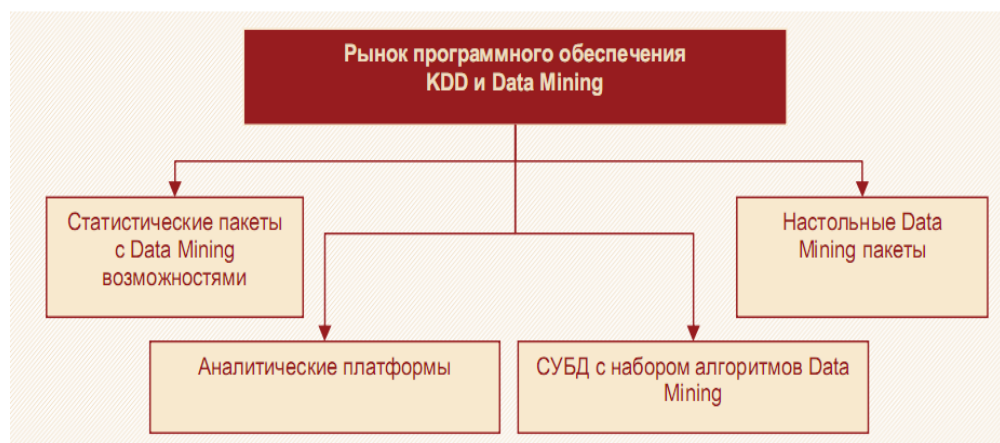 Рынок программного обеспечения
KDD и Data Mining
Статистические пакеты
с Data Mining
возможностями
Настольные Data
Mining пакеты
Аналитические платформы
СУБД с набором алгоритмов Data
Mining